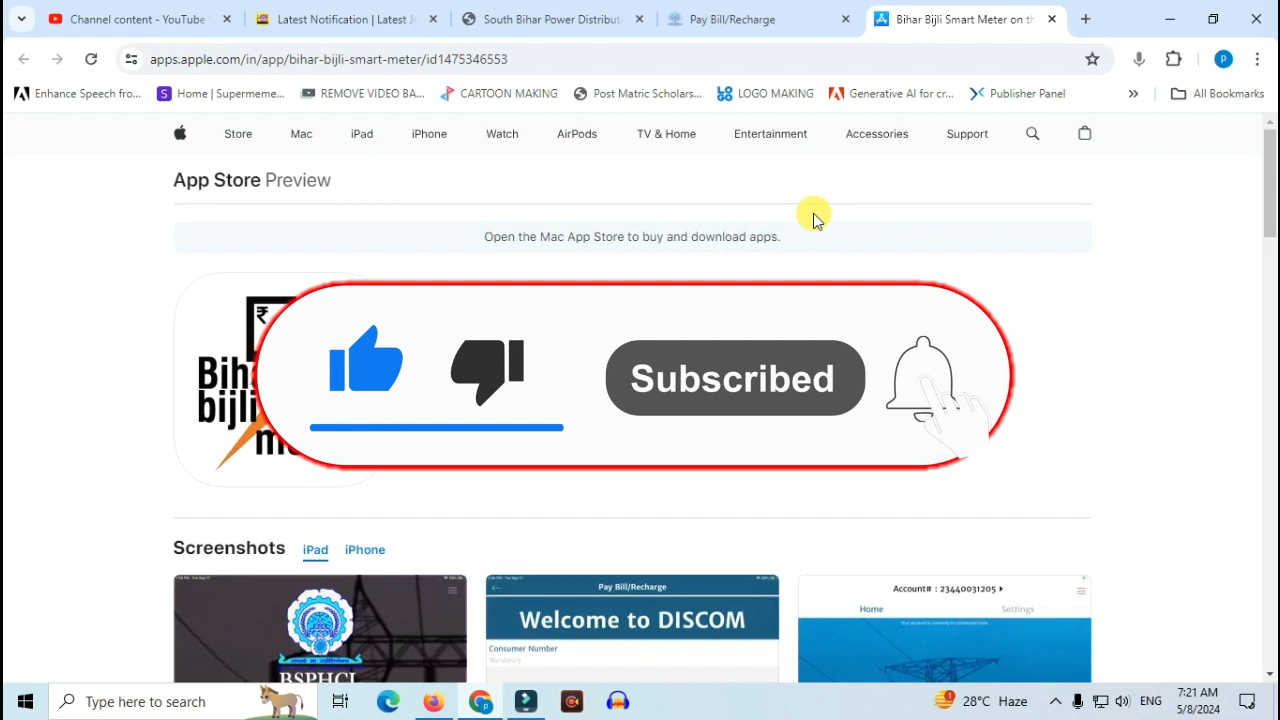 Channel content - YouTube
Latest Notification | Latest J
South Bihar Power Distributi
Pay Bill/Recharge
Bihar Bijli Smart Meter on th
apps.apple.com/in/app/bihar-bijli-smart-meter/id1475346553
Enhance Speech fro...
Home | Supermeme...
REMOVE VIDEO BA...
CARTOON MAKING
Post Matric Scholars...
LOGO MAKING
Generative AI for cr...
Publisher Panel
All Bookmarks
Store
Mac
iPad
iPhone
Watch
AirPods
TV & Home
Entertainment
Accessories
Support
App Store Preview
Open the Mac App Store to buy and download apps.
₹
Bih
bijli
m
Subscribed
Screenshots
iPad
iPhone
BSPHCL
Pay Bill/Recharge
Welcome to DISCOM
Consumer Number
Mandatory
Account# : 23440031205
Home
Settings
Type here to search
P
1
28°C Haze
ENG
7:21 AM
5/8/2024